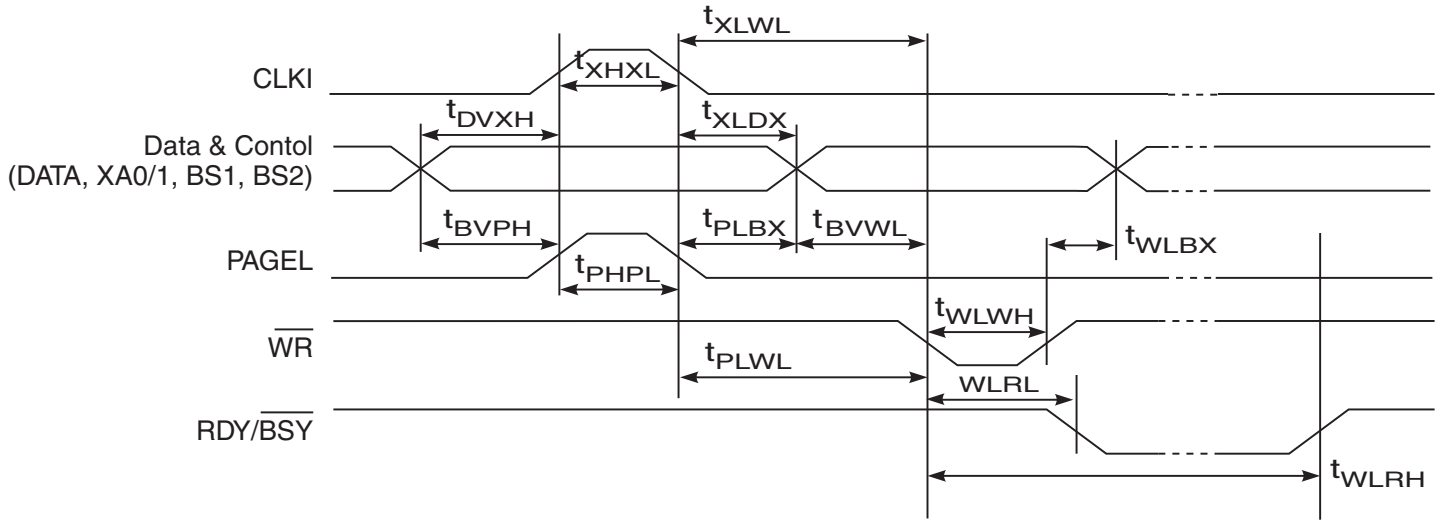 tXLWL
CLKI
tXHXL
tDVXH
tXLDX
Data & Contol
(DATA, XA0/1, BS1, BS2)
tBVPH
tPLBX
tBVWL
tWLBX
PAGEL
tPHPL
tWLWH
WR
tPLWL
WLRL
RDY/BSY
tWLRH